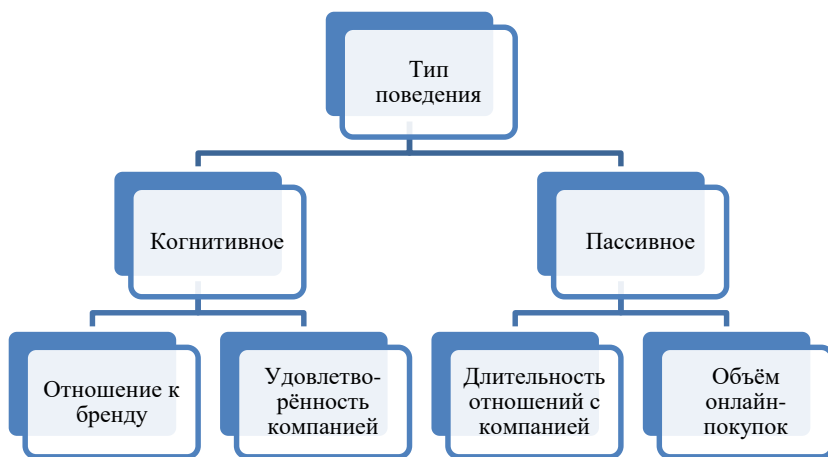 Тип
поведения
Когнитивное
Пассивное
Отношение к
бренду
Удовлетво-
рённость
компанией
Длительность
отношений с
компанией
Объём
онлайн-
покупок